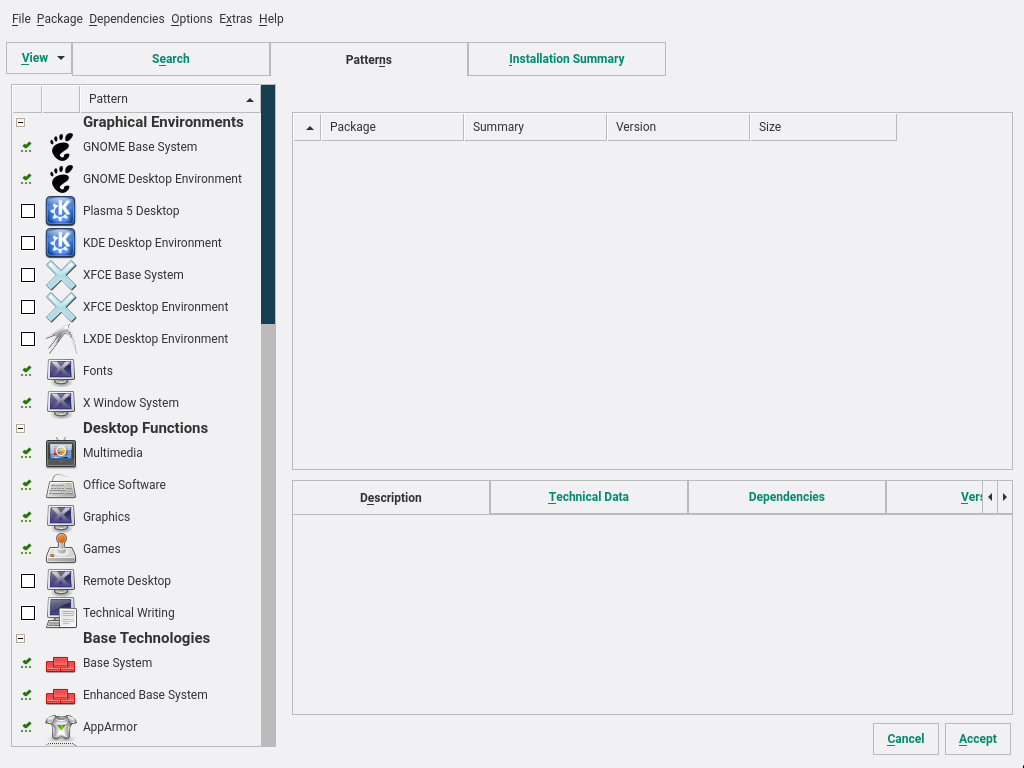 File Package Dependencies Options Extras Help
View Search Patterns Installation Summary
Pattern
Graphical Environments
GNOME Base System
GNOME Desktop Environment
Plasma 5 Desktop
KDE Desktop Environment
XFCE Base System
XFCE Desktop Environment
LXDE Desktop Environment
Fonts
X Window System
Desktop Functions
Multimedia
Office Software
Graphics
Games
Remote Desktop
Technical Writing
Base Technologies
Base System
Enhanced Base System
AppArmor
Package Summary Version Size
Description Technical Data Dependencies Vers
Cancel Accept